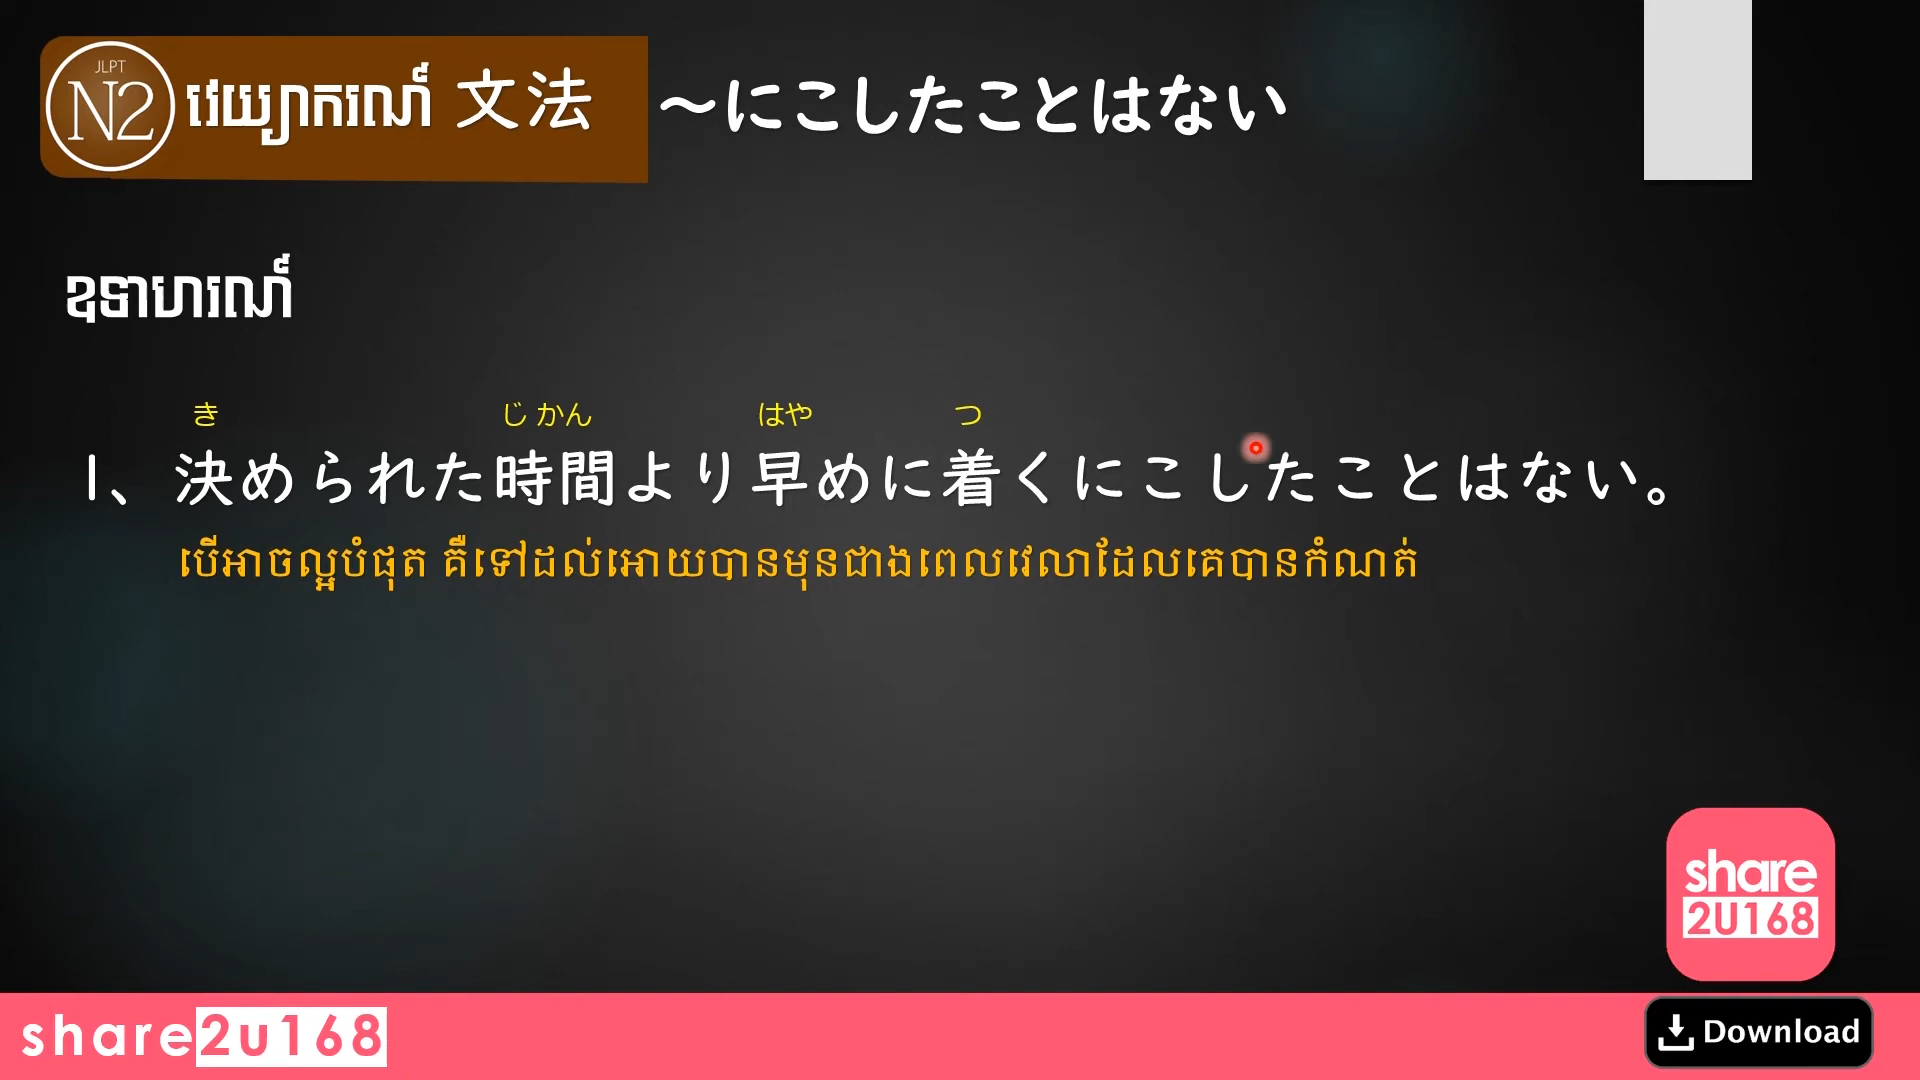 JLPT
N2
វេយ្យាករណ៍ 文法 ～にこしたことはない
ឧទាហរណ៍
き じかん はや つ
1、決められた時間より早めに着くにこしたことはない。
បើអាចល្អបំផុត គឺទៅដល់អោយបានមុនជាងពេលវេលាដែលគេបានកំណត់
share
2U168
share2u168
Download